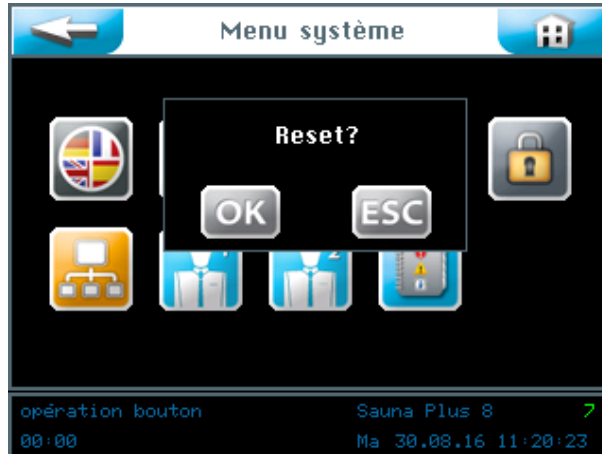 Menu système
Reset?
OK ESC
2
opération bouton Sauna Plus 8 7
00:00 Ma 30.08.16 11:20:23